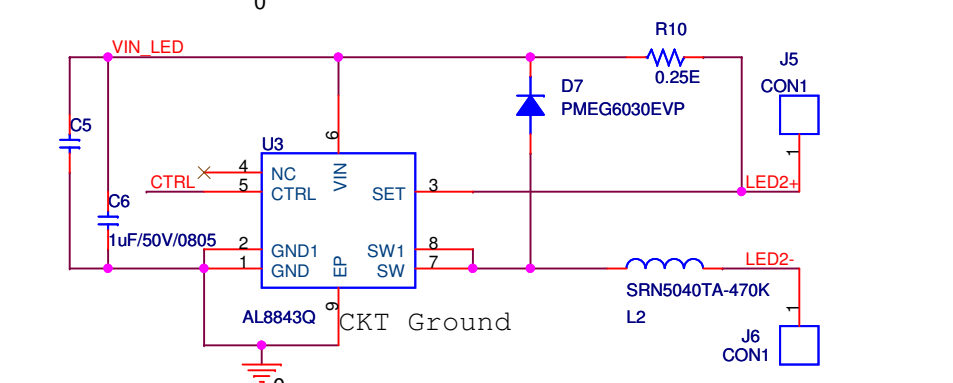 0
VIN_LED
R10
0.25E
J5
CON1
1
D7
PMEG6030EVP
C5
U3
6
VIN
4
NC
CTRL
5
CTRL
SET
3
LED2+
C6
1uF/50V/0805
2
GND1
SW1
8
1
GND
EP
SW
7
LED2-
SRN5040TA-470K
L2
1
AL8843Q
9
CKT Ground
J6
CON1
0